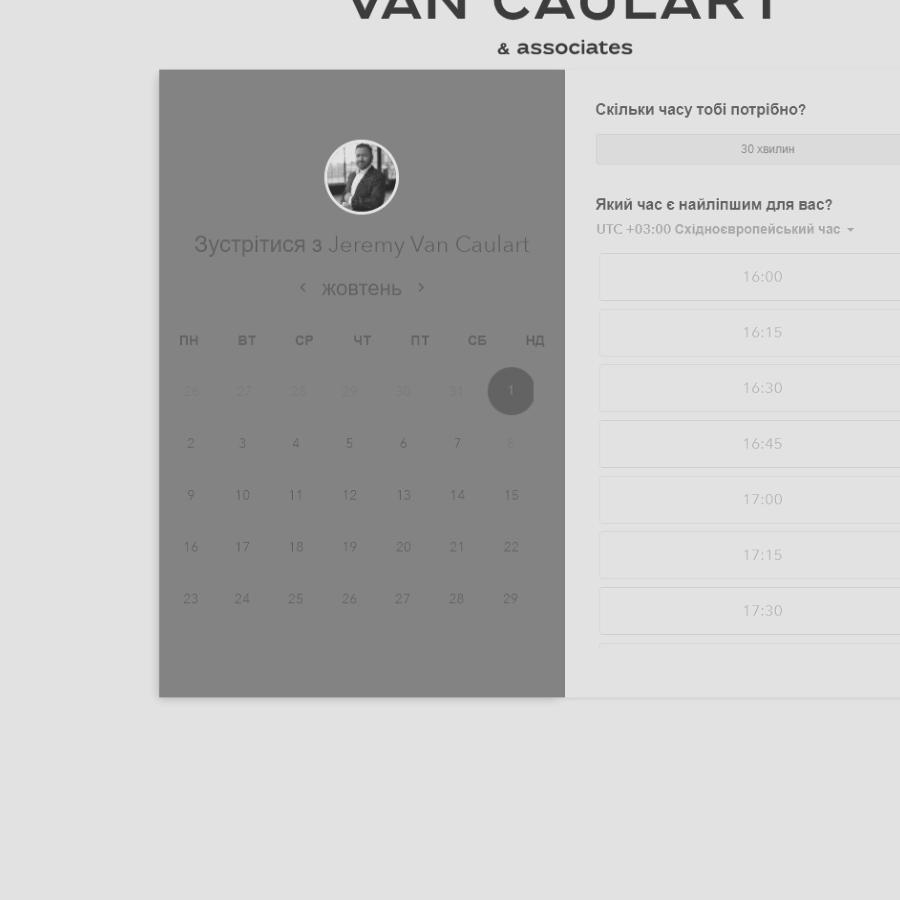 VAN CAULART
& associates
Зустрітися з Jeremy Van Caulart
жовтень
ПН ВТ СР ЧТ ПТ СБ НД
26 27 28 29 30 31 1
2 3 4 5 6 7 8
9 10 11 12 13 14 15
16 17 18 19 20 21 22
23 24 25 26 27 28 29
Скільки часу тобі потрібно?
30 хвилин
Який час є найліпшим для вас?
UTC +03:00 Східноєвропейський час
16:00
16:15
16:30
16:45
17:00
17:15
17:30